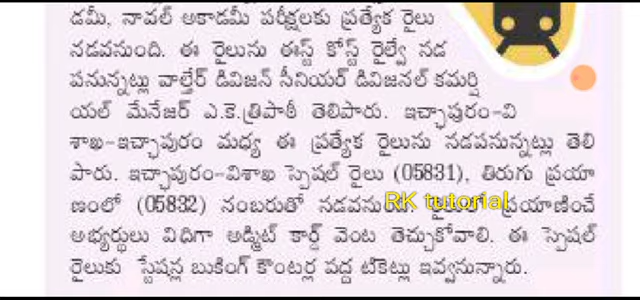 డమీ, నావల్ అకాడమీ పరీక్షలకు ప్రత్యేక రైలు
నడవనుంది. ఈ రైలును ఈస్ట్ కోస్ట్ రైల్వే నడ
పనున్నట్లు వాల్తేర్ డివిజన్ సీనియర్ డివిజనల్ కమర్షి
యల్ మేనేజర్ ఎ.కె.త్రిపాఠీ తెలిపారు. ఇచ్ఛాపురం-వి
శాఖ-ఇచ్ఛాపురం మధ్య ఈ ప్రత్యేక రైలును నడపనున్నట్లు తెలి
పారు. ఇచ్ఛాపురం-విశాఖ స్పెషల్ రైలు (05831), తిరుగు ప్రయా
ణంలో (05832) నంబరుతో ప్రయాణించే
RK tutorial
అభ్యర్థులు విధిగా అడ్మిట్ కార్డ్ వెంట తెచ్చుకోవాలి. ఈ స్పెషల్
రైలుకు స్టేషన్ల బుకింగ్ కౌంటర్ల వద్ద టికెట్లు ఇవ్వనున్నారు.